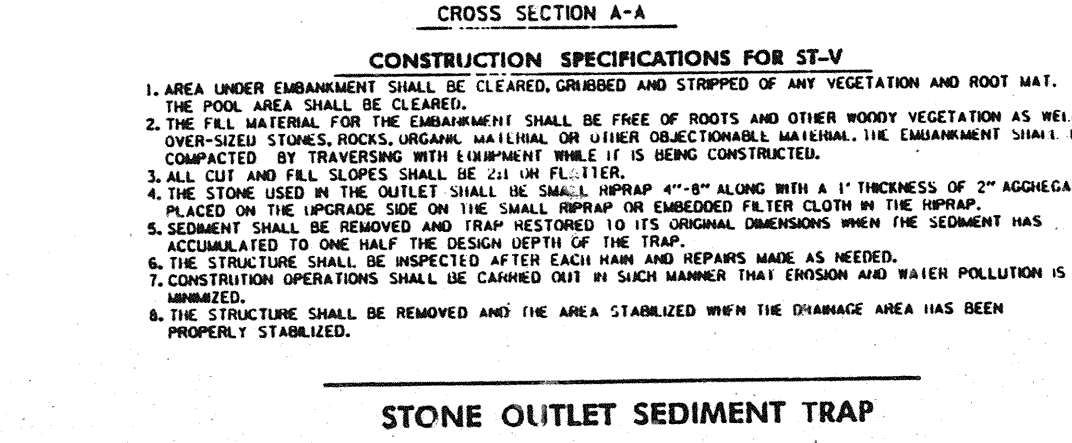 CROSS SECTION A-A
CONSTRUCTION SPECIFICATIONS FOR ST-V
1. AREA UNDER EMBANKMENT SHALL BE CLEARED, GRUBBED AND STRIPPED OF ANY VEGETATION AND ROOT MAT.
THE POOL AREA SHALL BE CLEARED.
2. THE FILL MATERIAL FOR THE EMBANKMENT SHALL BE FREE OF ROOTS AND OTHER WOODY VEGETATION AS WEL
OVER-SIZED STONES, ROCKS, ORGANIC MATERIAL OR OTHER OBJECTIONABLE MATERIAL. THE EMBANKMENT SHALL
COMPACTED BY TRAVERSING WITH EQUIPMENT WHILE IT IS BEING CONSTRUCTED.
3. ALL CUT AND FILL SLOPES SHALL BE 2:1 OR FLATTER.
4. THE STONE USED IN THE OUTLET SHALL BE SMALL RIPRAP 4"-8" ALONG WITH A 1' THICKNESS OF 2" AGGREGA
PLACED ON THE UPGRADE SIDE ON THE SMALL RIPRAP OR EMBEDDED FILTER CLOTH IN THE RIPRAP.
5. SEDIMENT SHALL BE REMOVED AND TRAP RESTORED TO ITS ORIGINAL DIMENSIONS WHEN THE SEDIMENT HAS
ACCUMULATED TO ONE HALF THE DESIGN DEPTH OF THE TRAP.
6. THE STRUCTURE SHALL BE INSPECTED AFTER EACH RAIN AND REPAIRS MADE AS NEEDED.
7. CONSTRUTION OPERATIONS SHALL BE CARRIED OUT IN SUCH MANNER THAT EROSION AND WATER POLLUTION IS
MINIMIZED.
8. THE STRUCTURE SHALL BE REMOVED AND THE AREA STABILIZED WHEN THE DRAINAGE AREA HAS BEEN
PROPERLY STABILIZED.
STONE OUTLET SEDIMENT TRAP